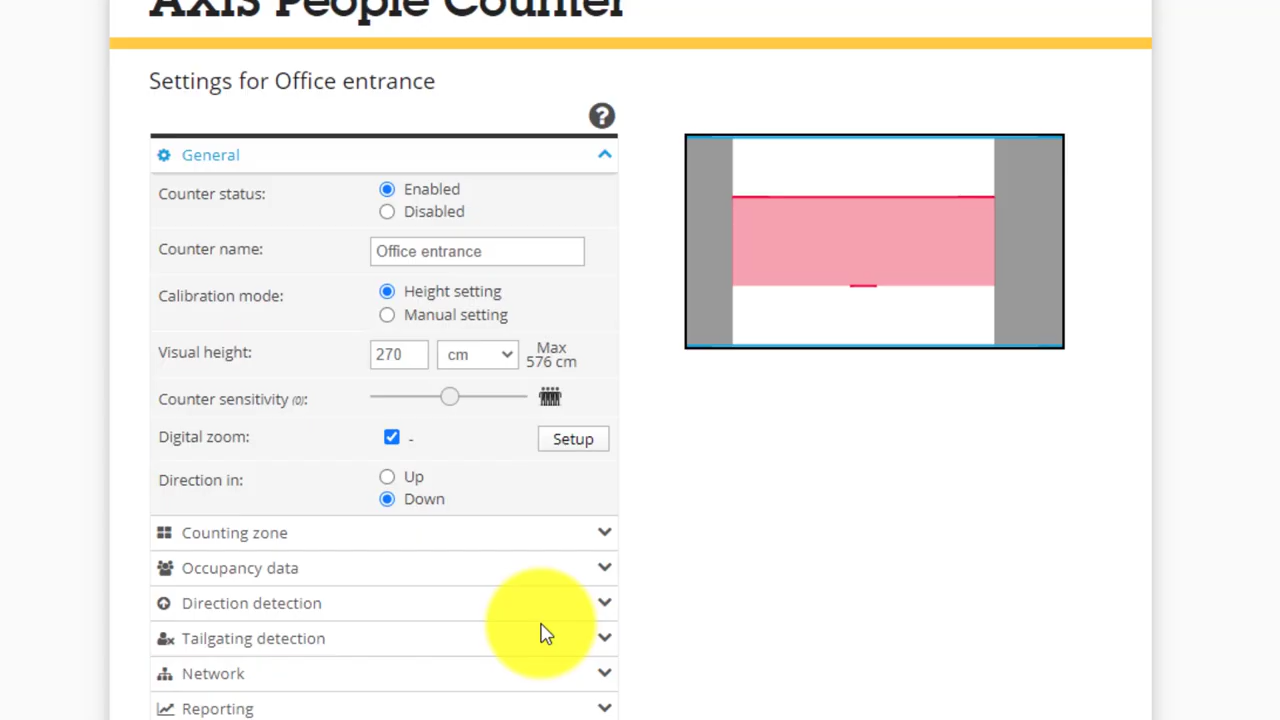 AXIS People Counter
Settings for Office entrance
?
General
Counter status:
Enabled
Disabled
Counter name:
Office entrance
Calibration mode:
Height setting
Manual setting
Visual height:
270
cm
Max
576 cm
Counter sensitivity (0):
Digital zoom:
-
Setup
Direction in:
Up
Down
Counting zone
Occupancy data
Direction detection
Tailgating detection
Network
Reporting